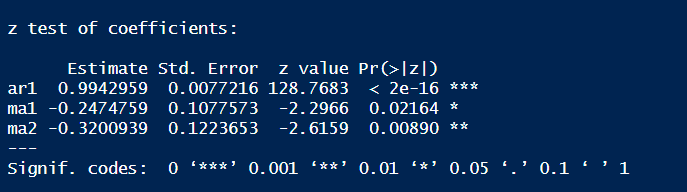 z test of coefficients:
Estimate Std. Error z value Pr(>|z|)
ar1 0.9942959 0.0077216 128.7683 < 2e-16 ***
ma1 -0.2474759 0.1077573 -2.2966 0.02164 *
ma2 -0.3200939 0.1223653 -2.6159 0.00890 **
---
Signif. codes: 0 ‘***’ 0.001 ‘**’ 0.01 ‘*’ 0.05 ‘.’ 0.1 ‘ ’ 1